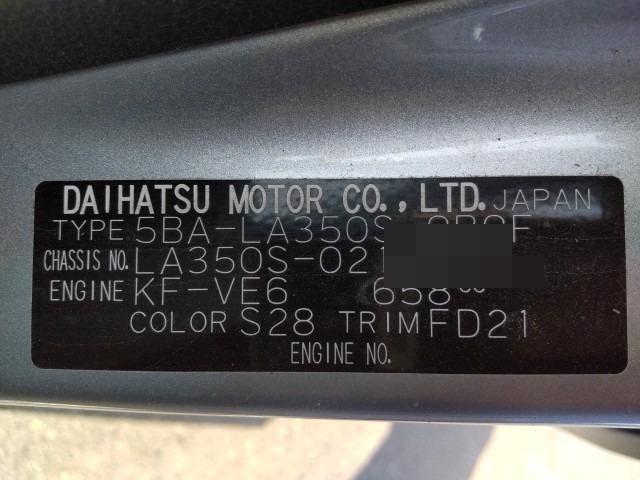 DAIHATSU MOTOR CO., LTD. JAPAN
TYPE 5BA-LA350S
CHASSIS NO. LA350S-021
ENGINE KF-VE6 658 cc
COLOR S28 TRIM FD21
ENGINE NO.